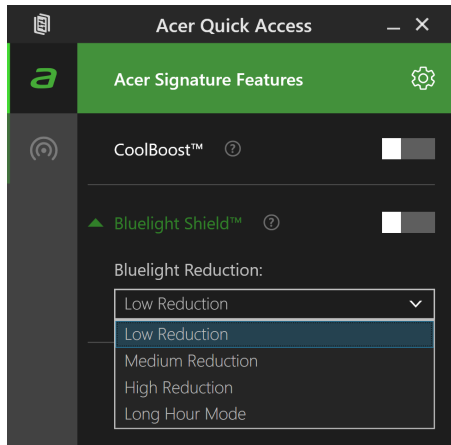 Acer Quick Access
Acer Signature Features
CoolBoost™ ?
Bluelight Shield™ ?
Bluelight Reduction:
Low Reduction
Low Reduction
Medium Reduction
High Reduction
Long Hour Mode